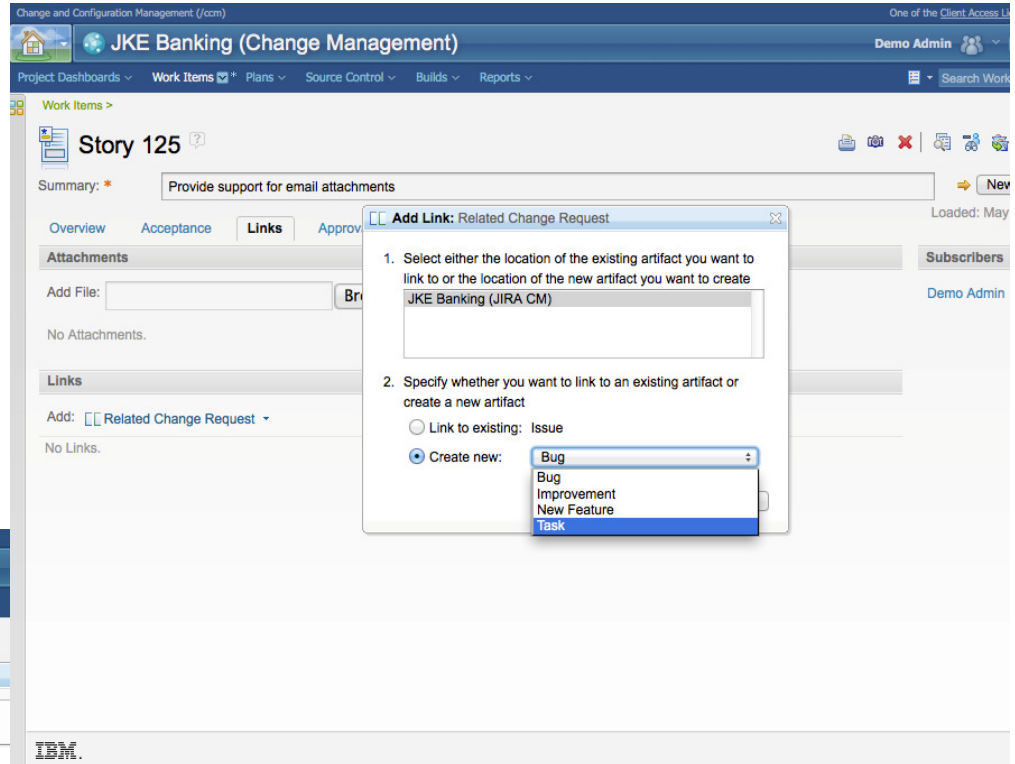 Change and Configuration Management (/ccm)
One of the Client Access
JKE Banking (Change Management)
Demo Admin
Project Dashboards
Work Items
*
Plans
Source Control
Builds
Reports
Search Work
Work Items >
Story 125
?
Summary: *
Provide support for email attachments
New
Loaded: May
Overview
Acceptance
Links
Approv
Add Link: Related Change Request
Attachments
Subscribers
1. Select either the location of the existing artifact you want to
link to or the location of the new artifact you want to create
Add File:
Br
JKE Banking (JIRA CM)
Demo Admin
No Attachments.
Links
2. Specify whether you want to link to an existing artifact or
create a new artifact
Add: Related Change Request
Link to existing: Issue
No Links.
Create new: Bug
Bug
Improvement
New Feature
Task
IBM.